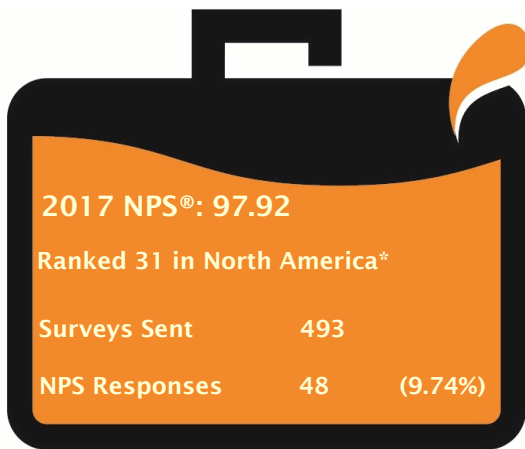 2017 NPS®: 97.92
Ranked 31 in North America*
Surveys Sent 493
NPS Responses 48 (9.74%)